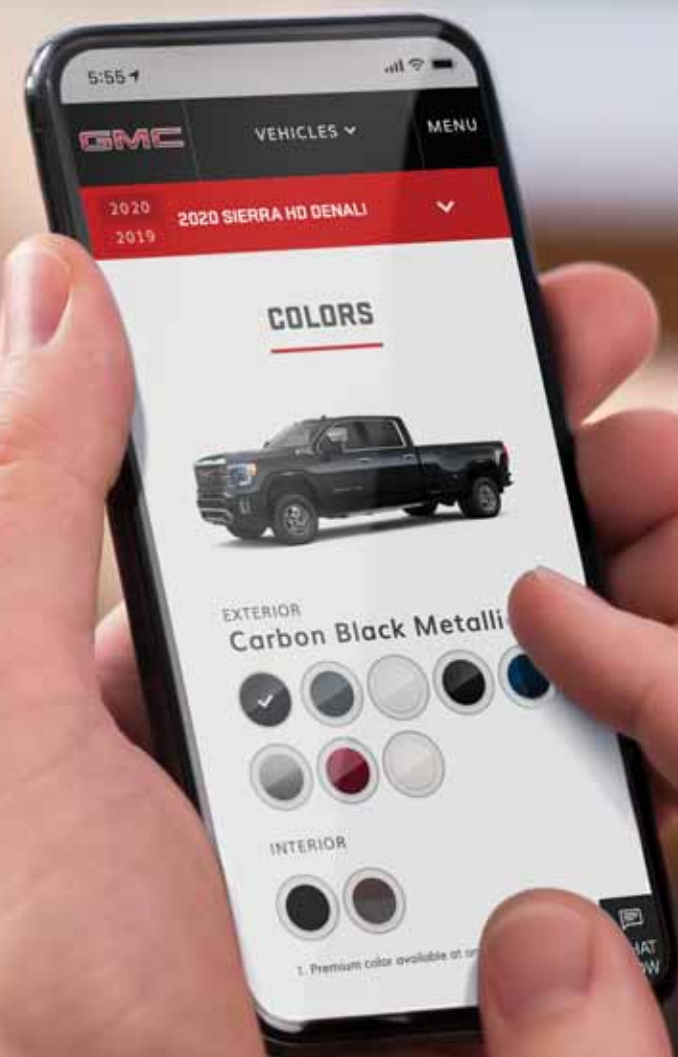 5:55
GMC
VEHICLES
MENU
2020
2019
2020 SIERRA HD DENALI
COLORS
EXTERIOR
Carbon Black Metalli
INTERIOR
1. Premium color available at